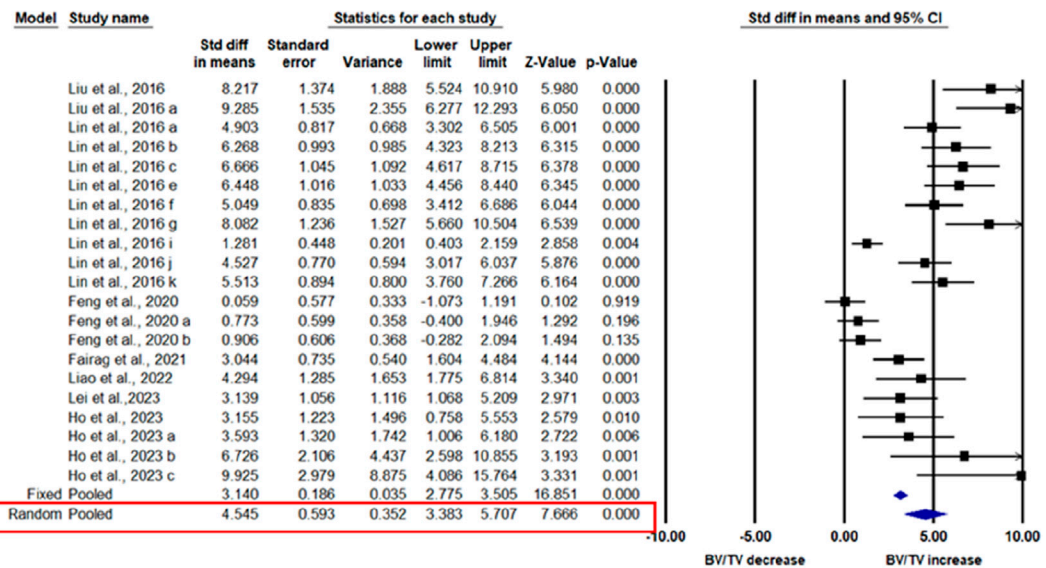 Model Study name Statistics for each study Std diff in means and 95% CI
Std diff in means Standard error Variance Lower limit Upper limit Z-Value p-Value
Liu et al., 2016 8.217 1.374 1.888 5.524 10.910 5.980 0.000
Liu et al., 2016 a 9.285 1.535 2.355 6.277 12.293 6.050 0.000
Lin et al., 2016 a 4.903 0.817 0.668 3.302 6.505 6.001 0.000
Lin et al., 2016 b 6.268 0.993 0.985 4.323 8.213 6.315 0.000
Lin et al., 2016 c 6.666 1.045 1.092 4.617 8.715 6.378 0.000
Lin et al., 2016 e 6.448 1.016 1.033 4.456 8.440 6.345 0.000
Lin et al., 2016 f 5.049 0.835 0.698 3.412 6.686 6.044 0.000
Lin et al., 2016 g 8.082 1.236 1.527 5.660 10.504 6.539 0.000
Lin et al., 2016 i 1.281 0.448 0.201 0.403 2.159 2.858 0.004
Lin et al., 2016 j 4.527 0.770 0.594 3.017 6.037 5.876 0.000
Lin et al., 2016 k 5.513 0.894 0.800 3.760 7.266 6.164 0.000
Feng et al., 2020 0.059 0.577 0.333 -1.073 1.191 0.102 0.919
Feng et al., 2020 a 0.773 0.599 0.358 -0.400 1.946 1.292 0.196
Feng et al., 2020 b 0.906 0.606 0.368 -0.282 2.094 1.494 0.135
Fairag et al., 2021 3.044 0.735 0.540 1.604 4.484 4.144 0.000
Liao et al., 2022 4.294 1.285 1.653 1.775 6.814 3.340 0.001
Lei et al.,2023 3.139 1.056 1.116 1.068 5.209 2.971 0.003
Ho et al., 2023 3.155 1.223 1.496 0.758 5.553 2.579 0.010
Ho et al., 2023 a 3.593 1.320 1.742 1.006 6.180 2.722 0.006
Ho et al., 2023 b 6.726 2.106 4.437 2.598 10.855 3.193 0.001
Ho et al., 2023 c 9.925 2.979 8.875 4.086 15.764 3.331 0.001
Fixed Pooled 3.140 0.186 0.035 2.775 3.505 16.851 0.000
Random Pooled 4.545 0.593 0.352 3.383 5.707 7.666 0.000
-10.00 -5.00 0.00 5.00 10.00
BV/TV decrease BV/TV increase